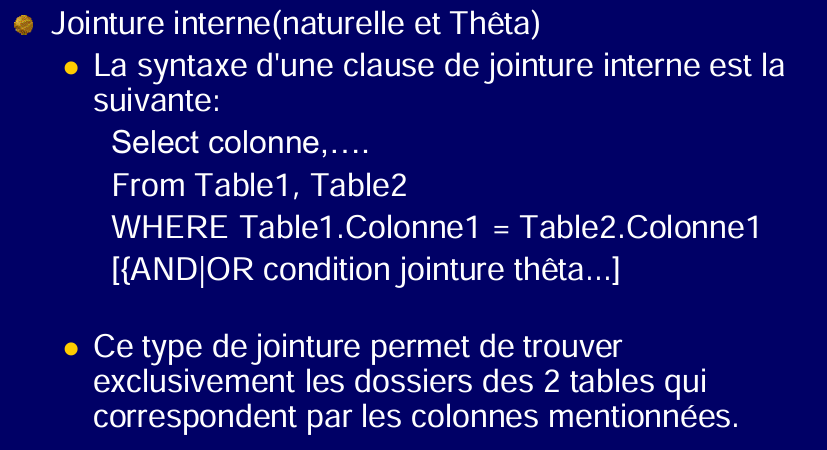 Jointure interne(naturelle et Thêta)
La syntaxe d'une clause de jointure interne est la
suivante:
Select colonne,….
From Table1, Table2
WHERE Table1.Colonne1 = Table2.Colonne1
[{AND|OR condition jointure thêta...]
Ce type de jointure permet de trouver
exclusivement les dossiers des 2 tables qui
correspondent par les colonnes mentionnées.